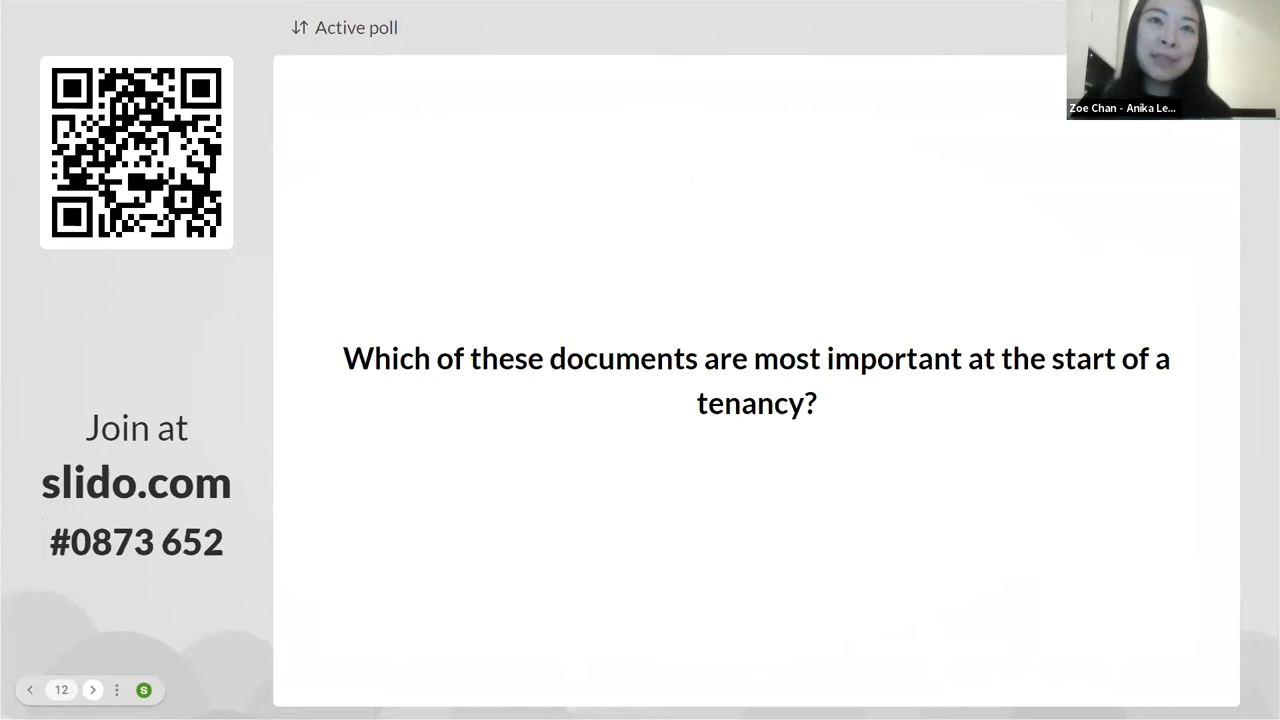 Active poll
Zoe Chan - Anika Le...
Which of these documents are most important at the start of a
tenancy?
Join at
slido.com
#0873 652
12
S